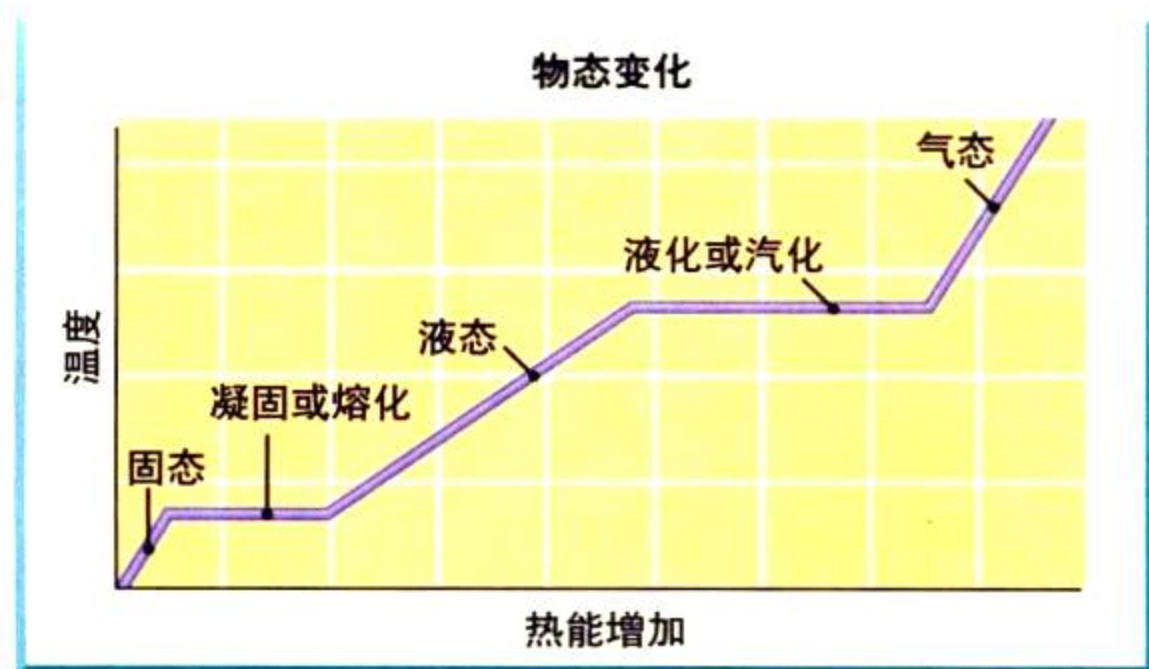 物态变化
气态
液化或汽化
液态
凝固或熔化
固态
温度
热能增加